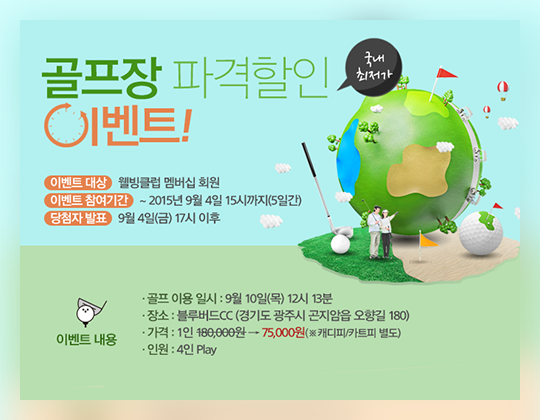 국내
최저가
골프장 파격할인
이벤트!
이벤트 대상 웰빙클럽 멤버십 회원
이벤트 참여기간 ~ 2015년 9월 4일 15시까지(5일간)
당첨자 발표 9월 4일(금) 17시 이후
이벤트 내용
· 골프 이용 일시 : 9월 10일(목) 12시 13분
· 장소 : 블루버드CC (경기도 광주시 곤지암읍 오향길 180)
· 가격 : 1인 180,000원 → 75,000원(※캐디피/카트피 별도)
· 인원 : 4인 Play